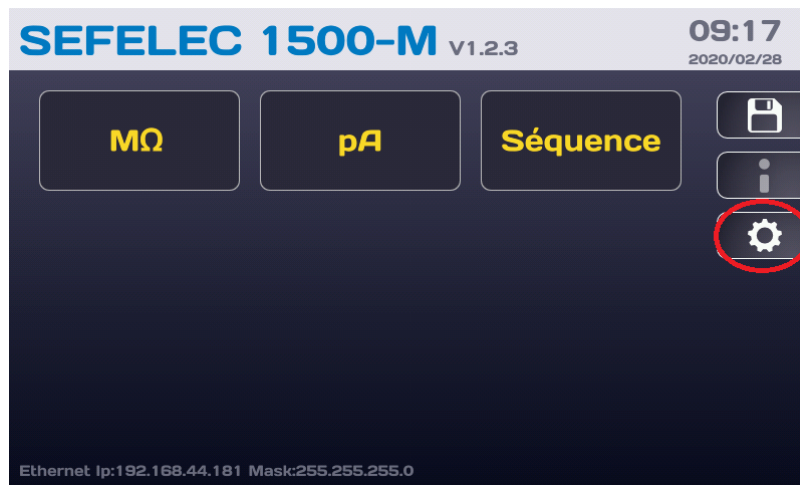 SEFELEC 1500-M V1.2.3
09:17
2020/02/28
MΩ
pA
Séquence
Ethernet Ip:192.168.44.181 Mask:255.255.255.0